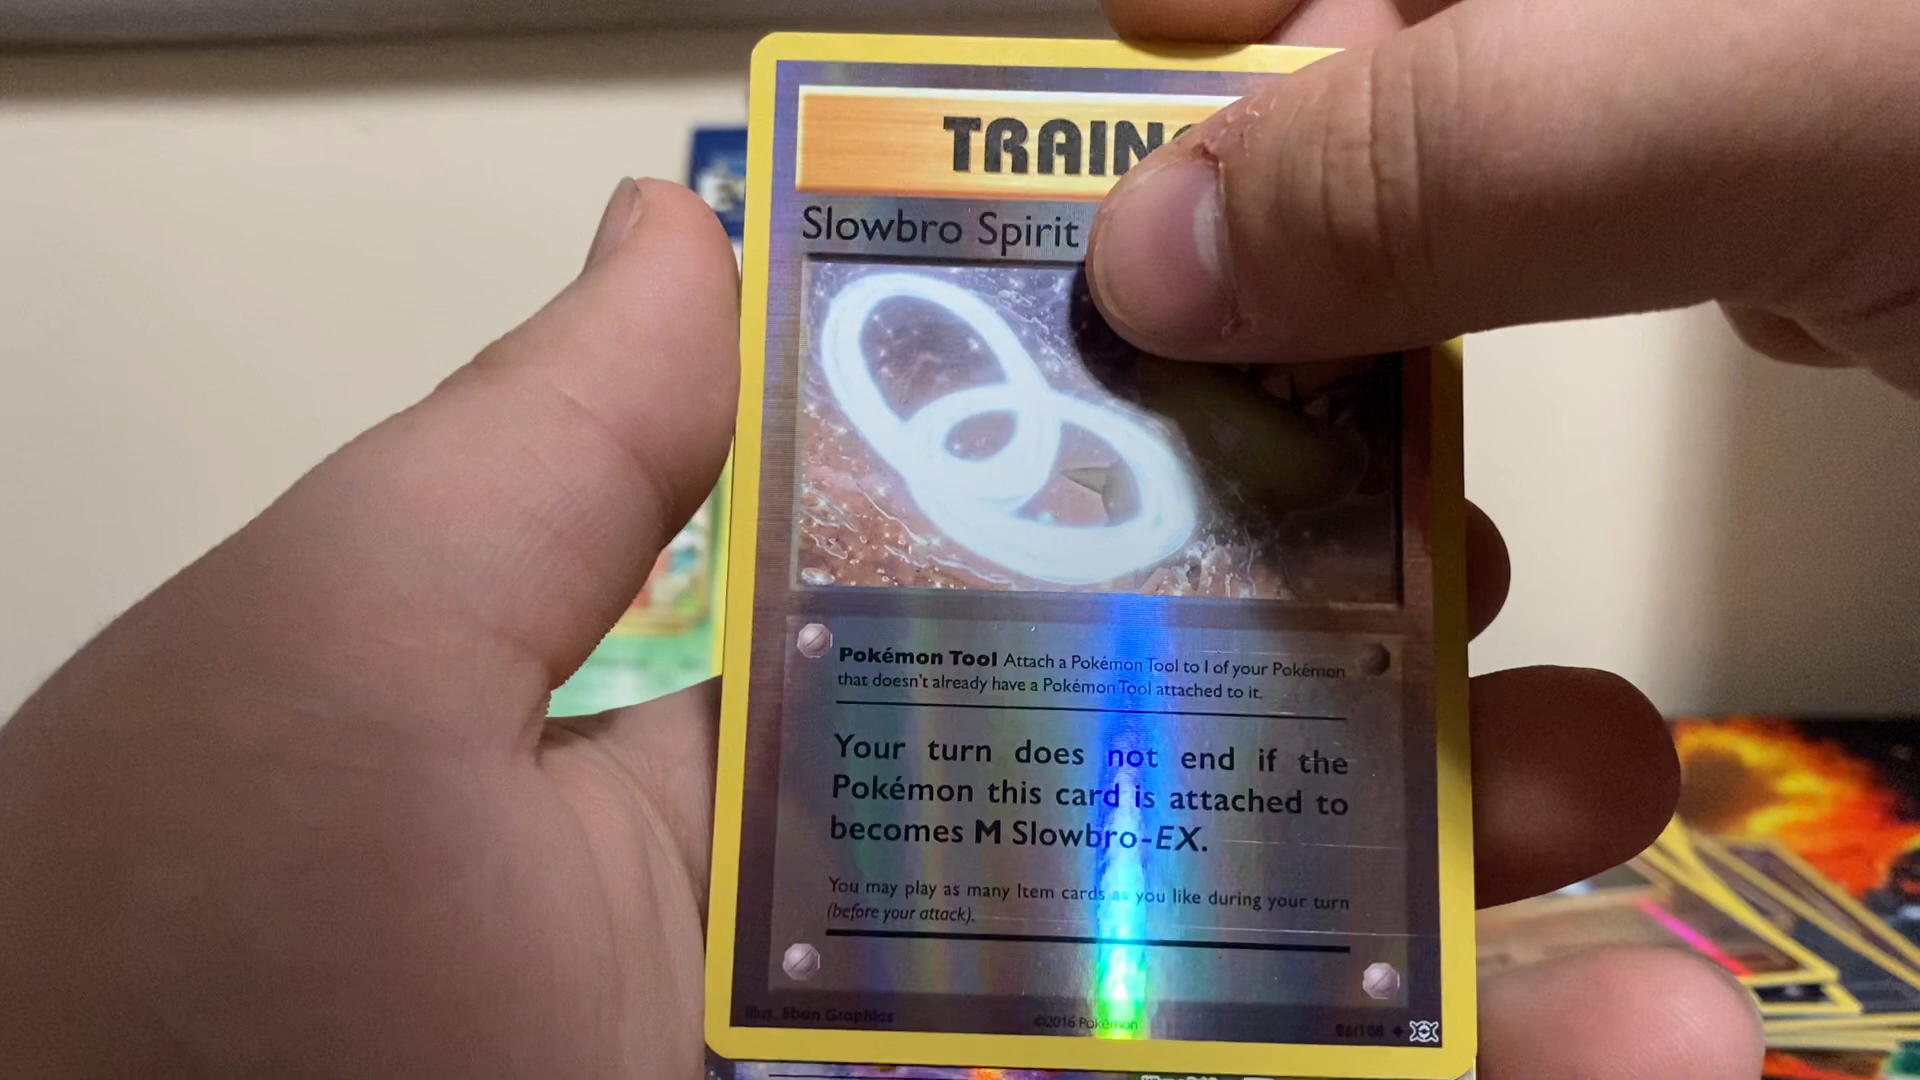 TRAIN
Slowbro Spirit
Pokémon Tool Attach a Pokémon Tool to 1 of your Pokémon
that doesn't already have a Pokémon Tool attached to it.
Your turn does not end if the
Pokémon this card is attached to
becomes M Slowbro-EX.
You may play as many Item cards as you like during your turn
(before your attack).
Illus. 5ban Graphics
©2016 Pokémon
86/108